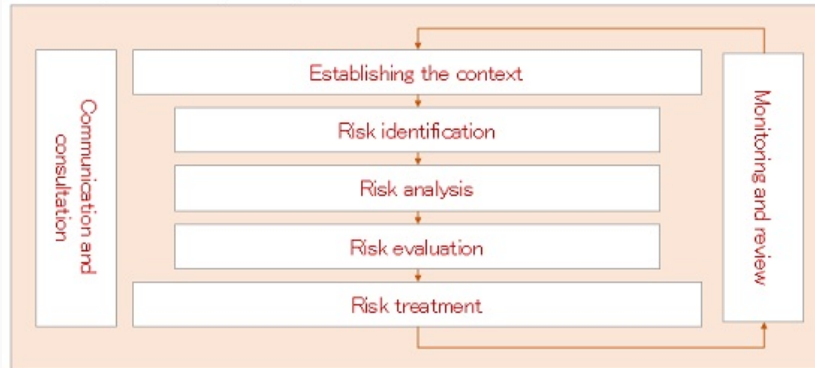 Communication and
consultation
Establishing the context
Risk identification
Risk analysis
Risk evaluation
Risk treatment
Monitoring and review